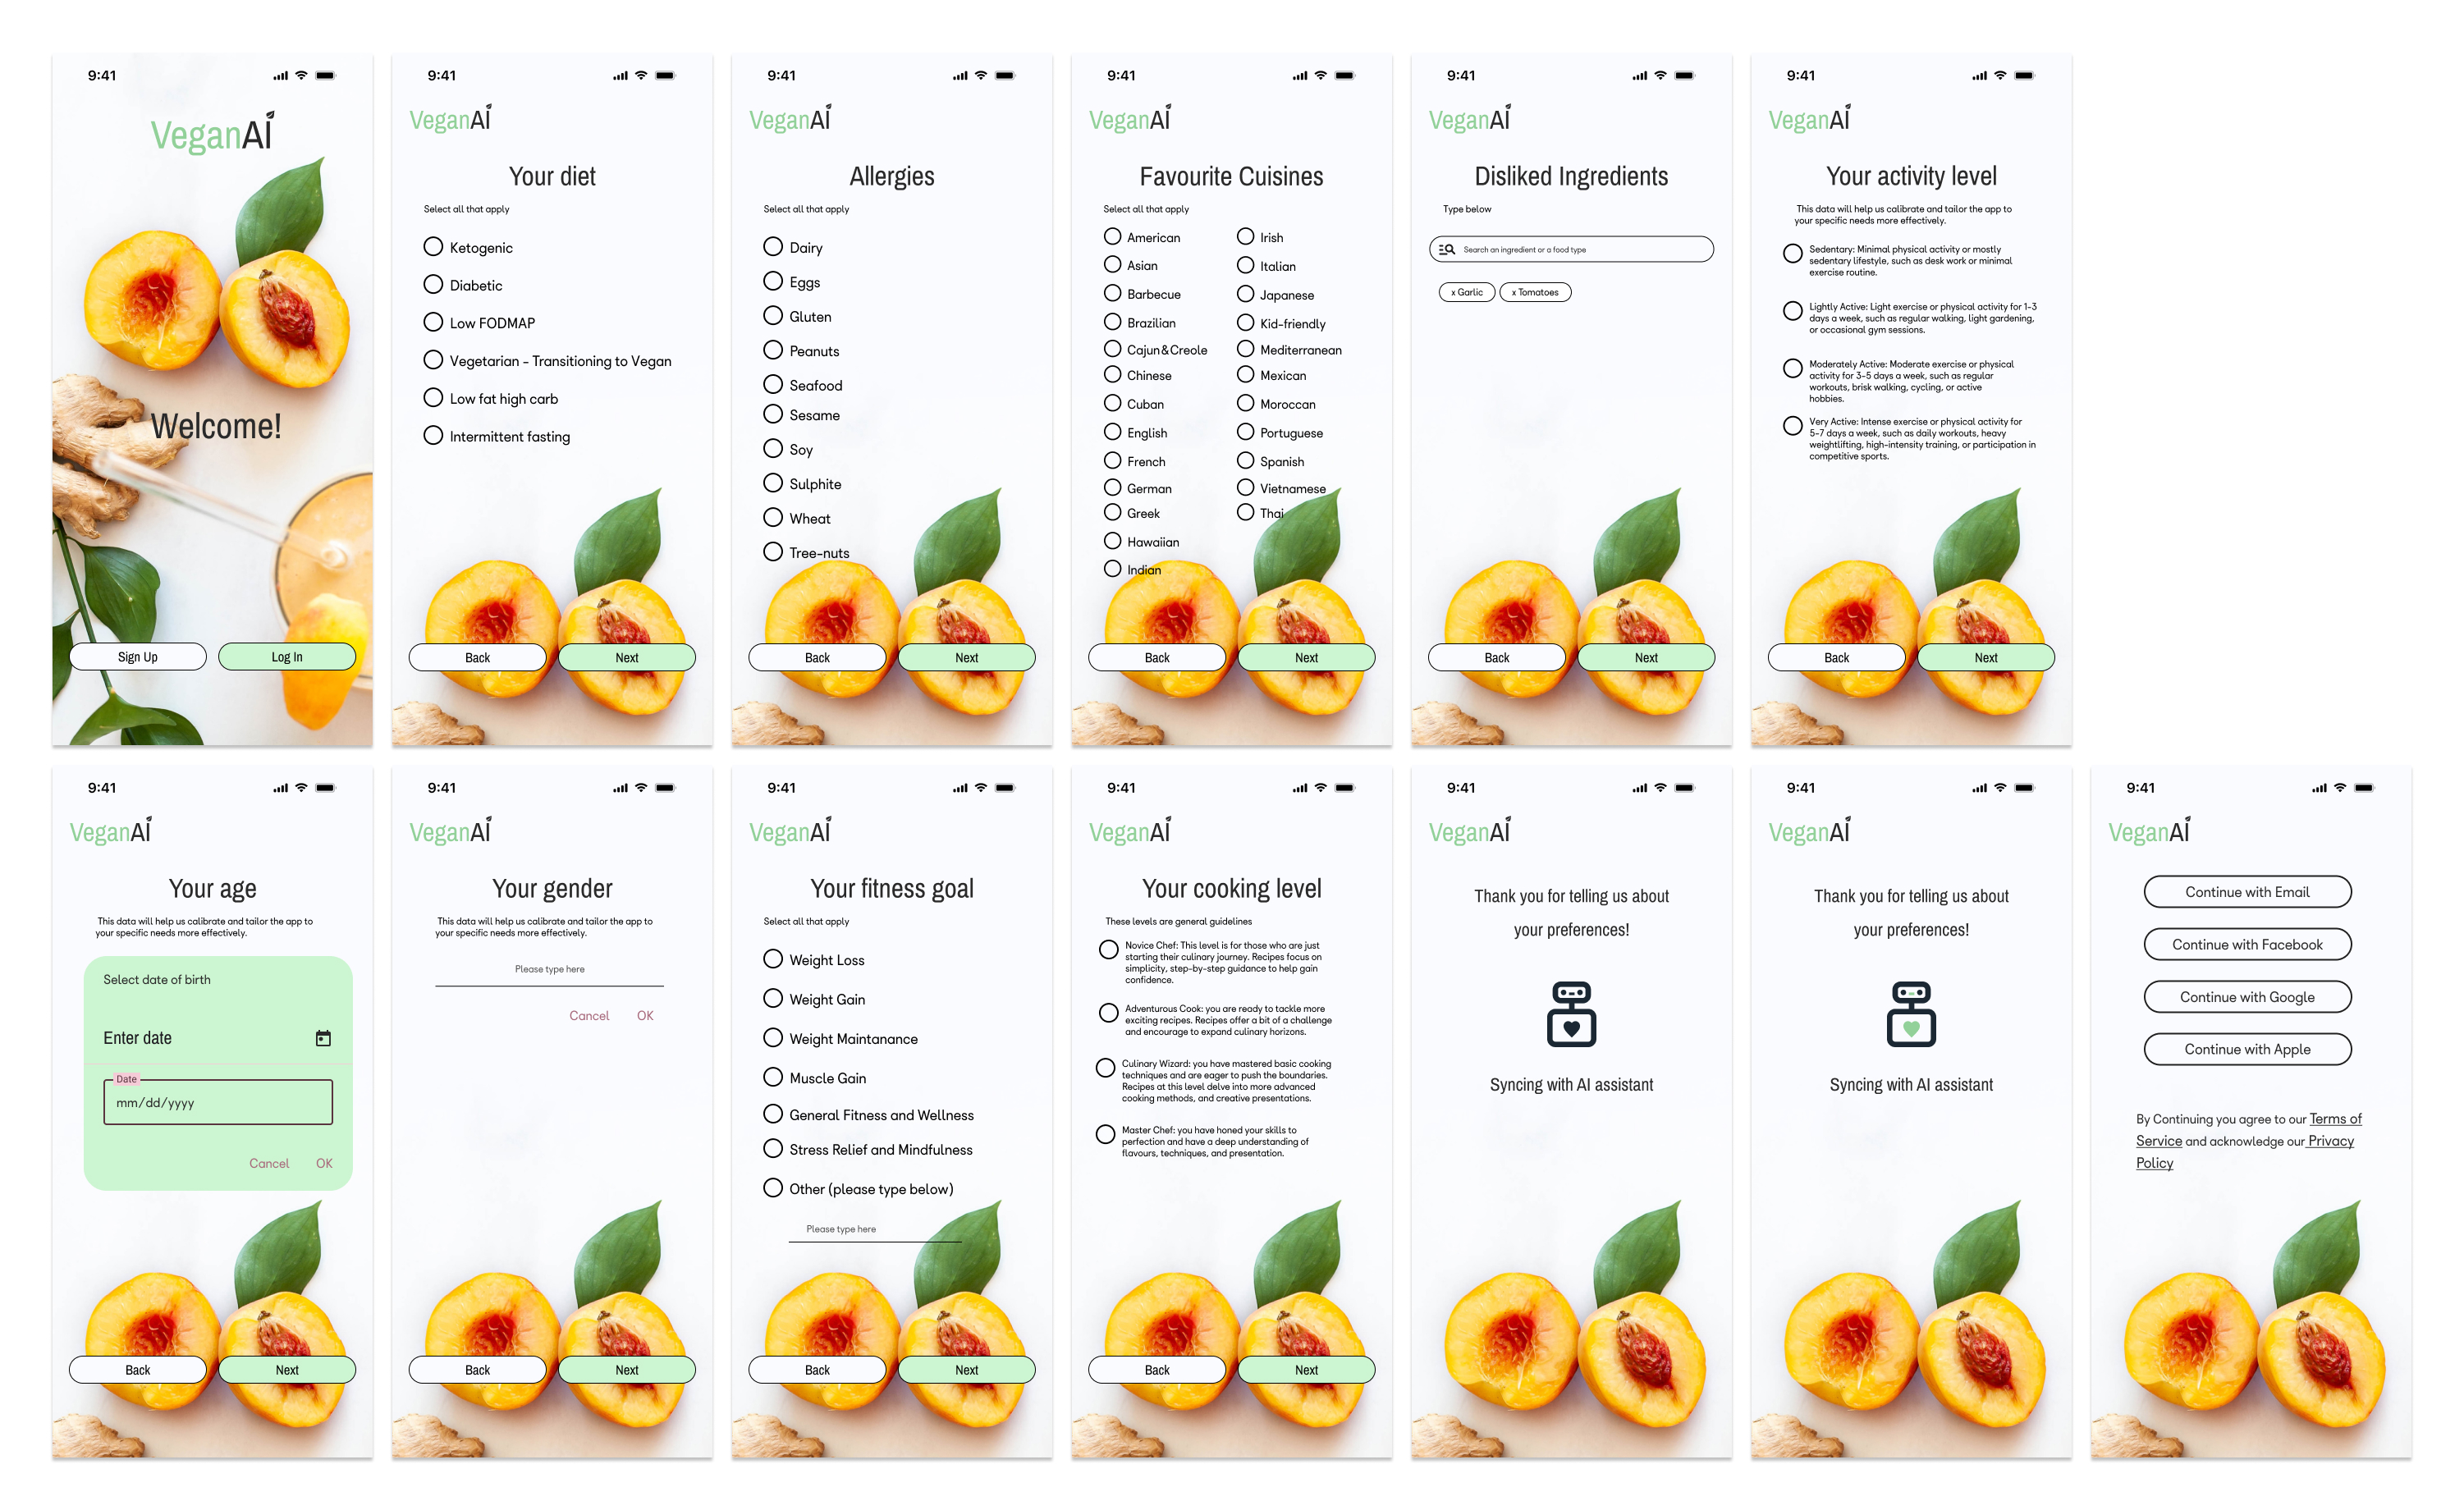 9:41
VeganAI
Welcome!
Sign Up
Log In
9:41
VeganAI
Your diet
Select all that apply
Ketogenic
Diabetic
Low FODMAP
Vegetarian - Transitioning to Vegan
Low fat high carb
Intermittent fasting
Back
Next
9:41
VeganAI
Allergies
Select all that apply
Dairy
Eggs
Gluten
Peanuts
Seafood
Sesame
Soy
Sulphite
Wheat
Tree-nuts
Back
Next
9:41
VeganAI
Favourite Cuisines
Select all that apply
American
Asian
Barbecue
Brazilian
Cajun&Creole
Chinese
Cuban
English
French
German
Greek
Hawaiian
Indian
Irish
Italian
Japanese
Kid-friendly
Mediterranean
Mexican
Moroccan
Portuguese
Spanish
Vietnamese
Thai
Back
Next
9:41
VeganAI
Disliked Ingredients
Type below
Search an ingredient or a food type
x Garlic
x Tomatoes
Back
Next
9:41
VeganAI
Your activity level
This data will help us calibrate and tailor the app to
your specific needs more effectively.
Sedentary: Minimal physical activity or mostly
sedentary lifestyle, such as desk work or minimal
exercise routine.
Lightly Active: Light exercise or physical activity for 1-3
days a week, such as regular walking, light gardening,
or occasional gym sessions.
Moderately Active: Moderate exercise or physical
activity for 3-5 days a week, such as regular
workouts, brisk walking, cycling, or active
hobbies.
Very Active: Intense exercise or physical activity for
5-7 days a week, such as daily workouts, heavy
weightlifting, high-intensity training, or participation in
competitive sports.
Back
Next
9:41
VeganAI
Your age
This data will help us calibrate and tailor the app to
your specific needs more effectively.
Select date of birth
Enter date
Date
mm/dd/yyyy
Cancel
OK
Back
Next
9:41
VeganAI
Your gender
This data will help us calibrate and tailor the app to
your specific needs more effectively.
Please type here
Cancel
OK
Back
Next
9:41
VeganAI
Your fitness goal
Select all that apply
Weight Loss
Weight Gain
Weight Maintanance
Muscle Gain
General Fitness and Wellness
Stress Relief and Mindfulness
Other (please type below)
Please type here
Back
Next
9:41
VeganAI
Your cooking level
These levels are general guidelines
Novice Chef: This level is for those who are just
starting their culinary journey. Recipes focus on
simplicity, step-by-step guidance to help gain
confidence.
Adventurous Cook: you are ready to tackle more
exciting recipes. Recipes offer a bit of a challenge
and encourage to expand culinary horizons.
Culinary Wizard: you have mastered basic cooking
techniques and are eager to push the boundaries.
Recipes at this level delve into more advanced
cooking methods, and creative presentations.
Master Chef: you have honed your skills to
perfection and have a deep understanding of
flavours, techniques, and presentation.
Back
Next
9:41
VeganAI
Thank you for telling us about
your preferences!
Syncing with AI assistant
9:41
VeganAI
Thank you for telling us about
your preferences!
Syncing with AI assistant
9:41
VeganAI
Continue with Email
Continue with Facebook
Continue with Google
Continue with Apple
By Continuing you agree to our Terms of
Service and acknowledge our Privacy
Policy